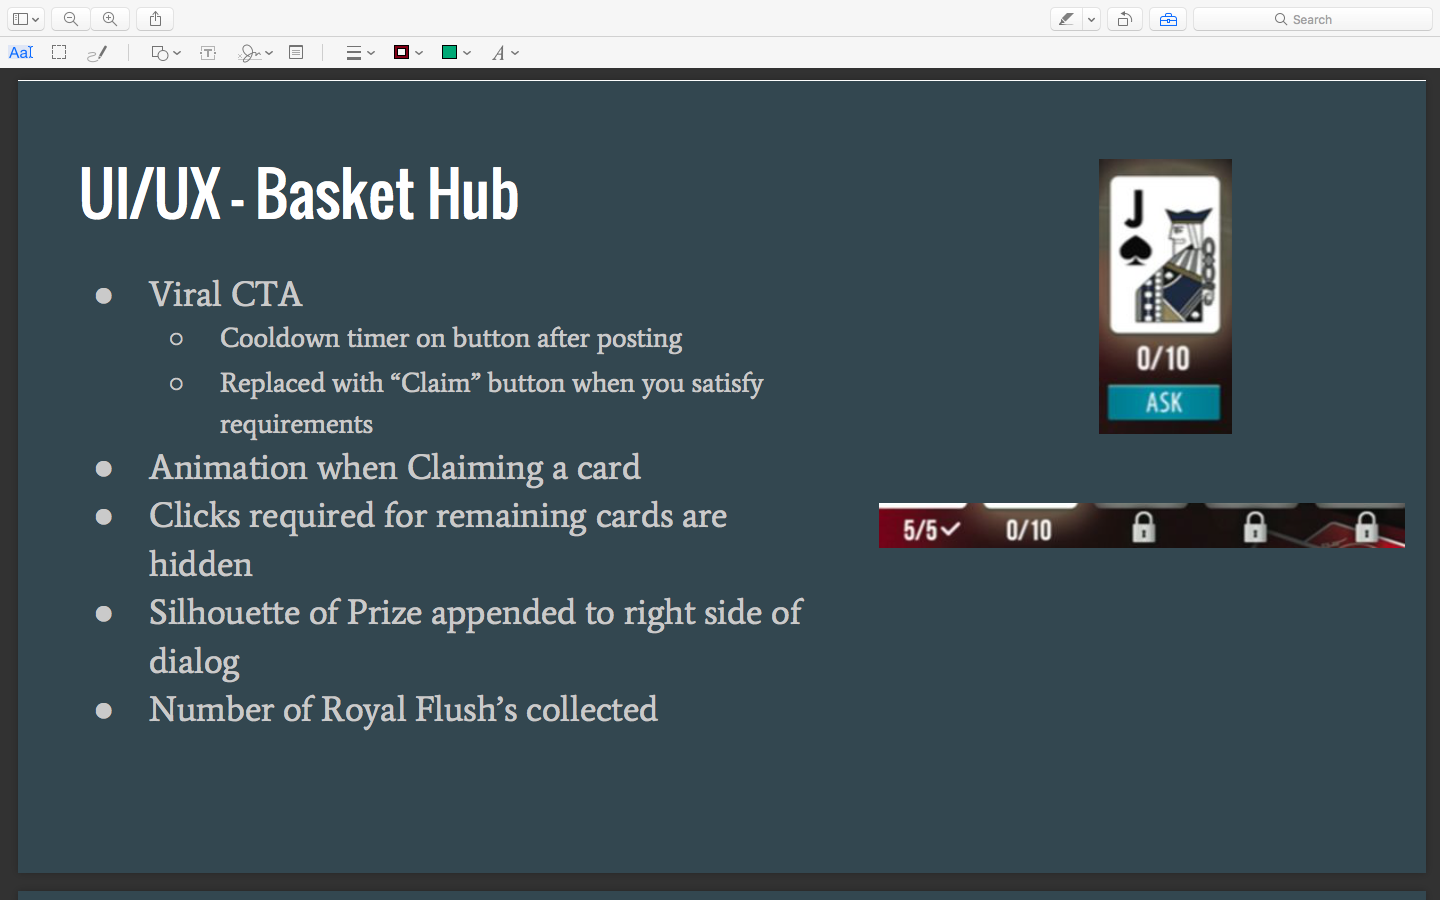 Search
AaI
T
A
UI/UX - Basket Hub
● Viral CTA
○ Cooldown timer on button after posting
○ Replaced with “Claim” button when you satisfy
requirements
● Animation when Claiming a card
● Clicks required for remaining cards are
hidden
● Silhouette of Prize appended to right side of
dialog
● Number of Royal Flush’s collected
J
0/10
ASK
5/5✓ 0/10